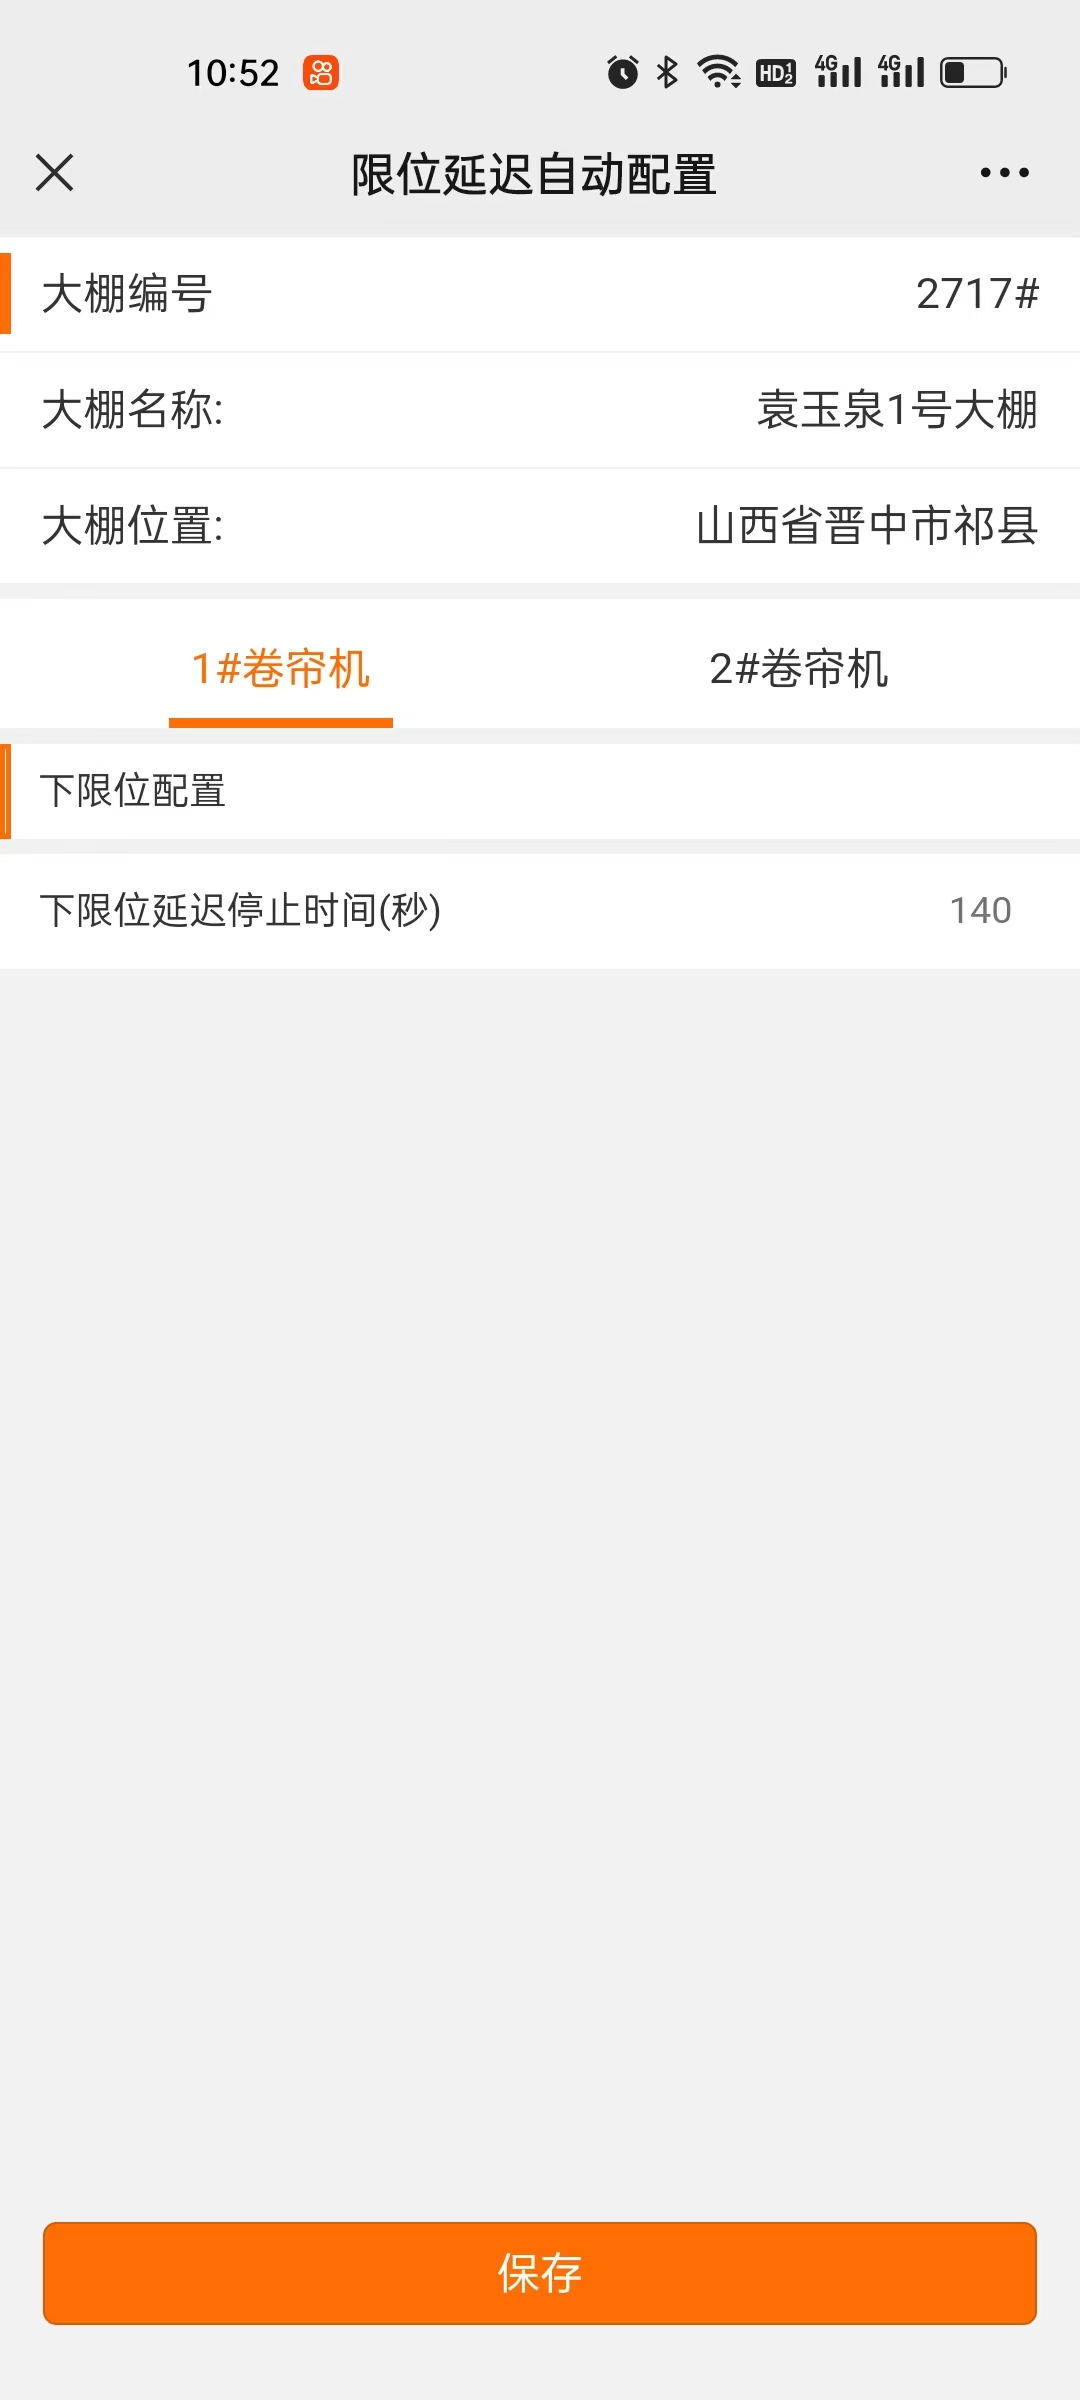 10:52
HD 1 2 4G 4G
限位延迟自动配置
大棚编号 2717#
大棚名称: 袁玉泉1号大棚
大棚位置: 山西省晋中市祁县
1#卷帘机 2#卷帘机
下限位配置
下限位延迟停止时间(秒) 140
保存